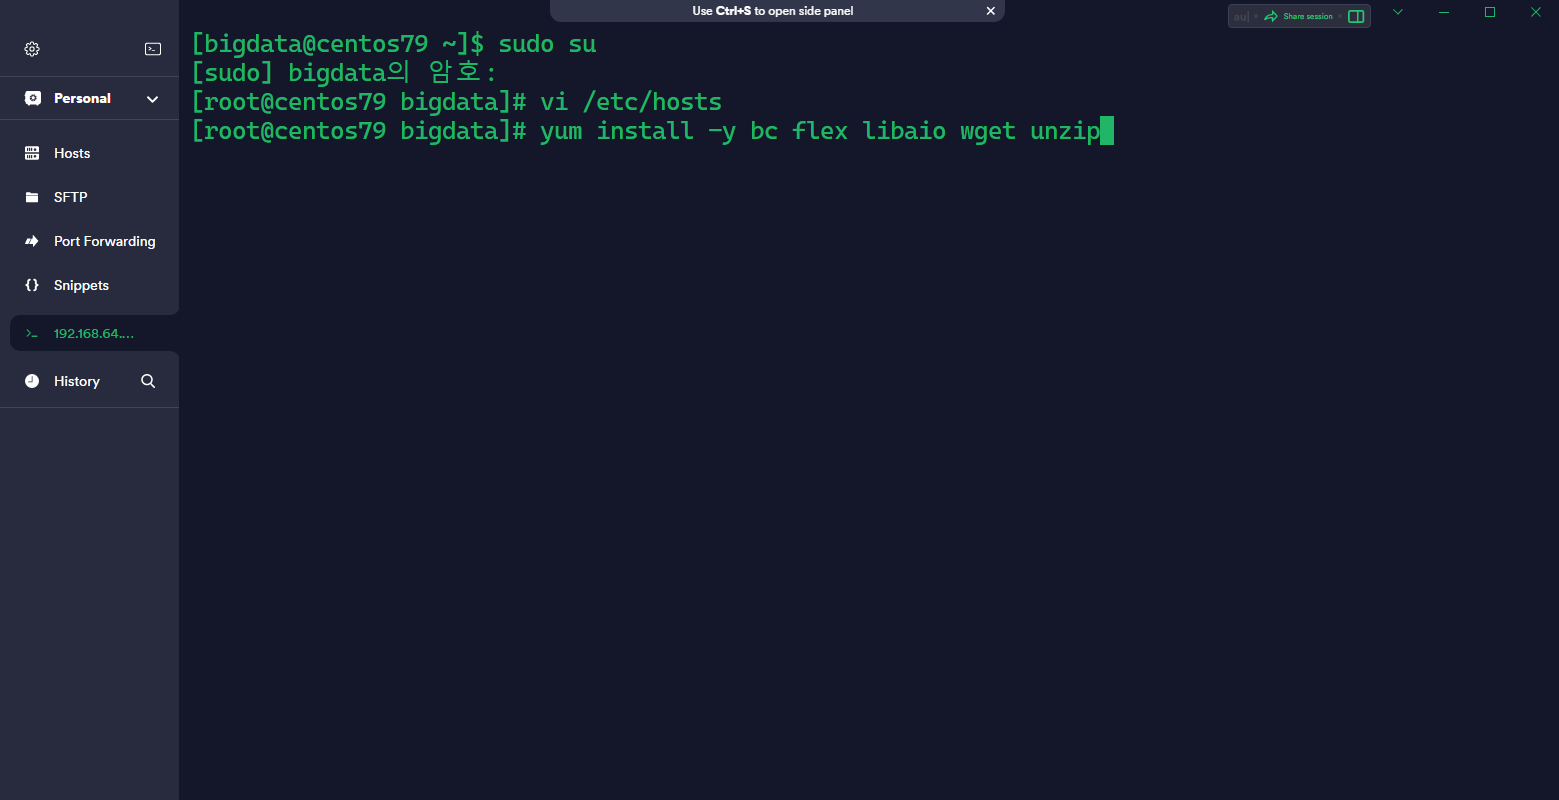 Use Ctrl+S to open side panel
Share session
Personal
Hosts
SFTP
Port Forwarding
Snippets
192.168.64....
History
[bigdata@centos79 ~]$ sudo su
[sudo] bigdata의 암호:
[root@centos79 bigdata]# vi /etc/hosts
[root@centos79 bigdata]# yum install -y bc flex libaio wget unzip